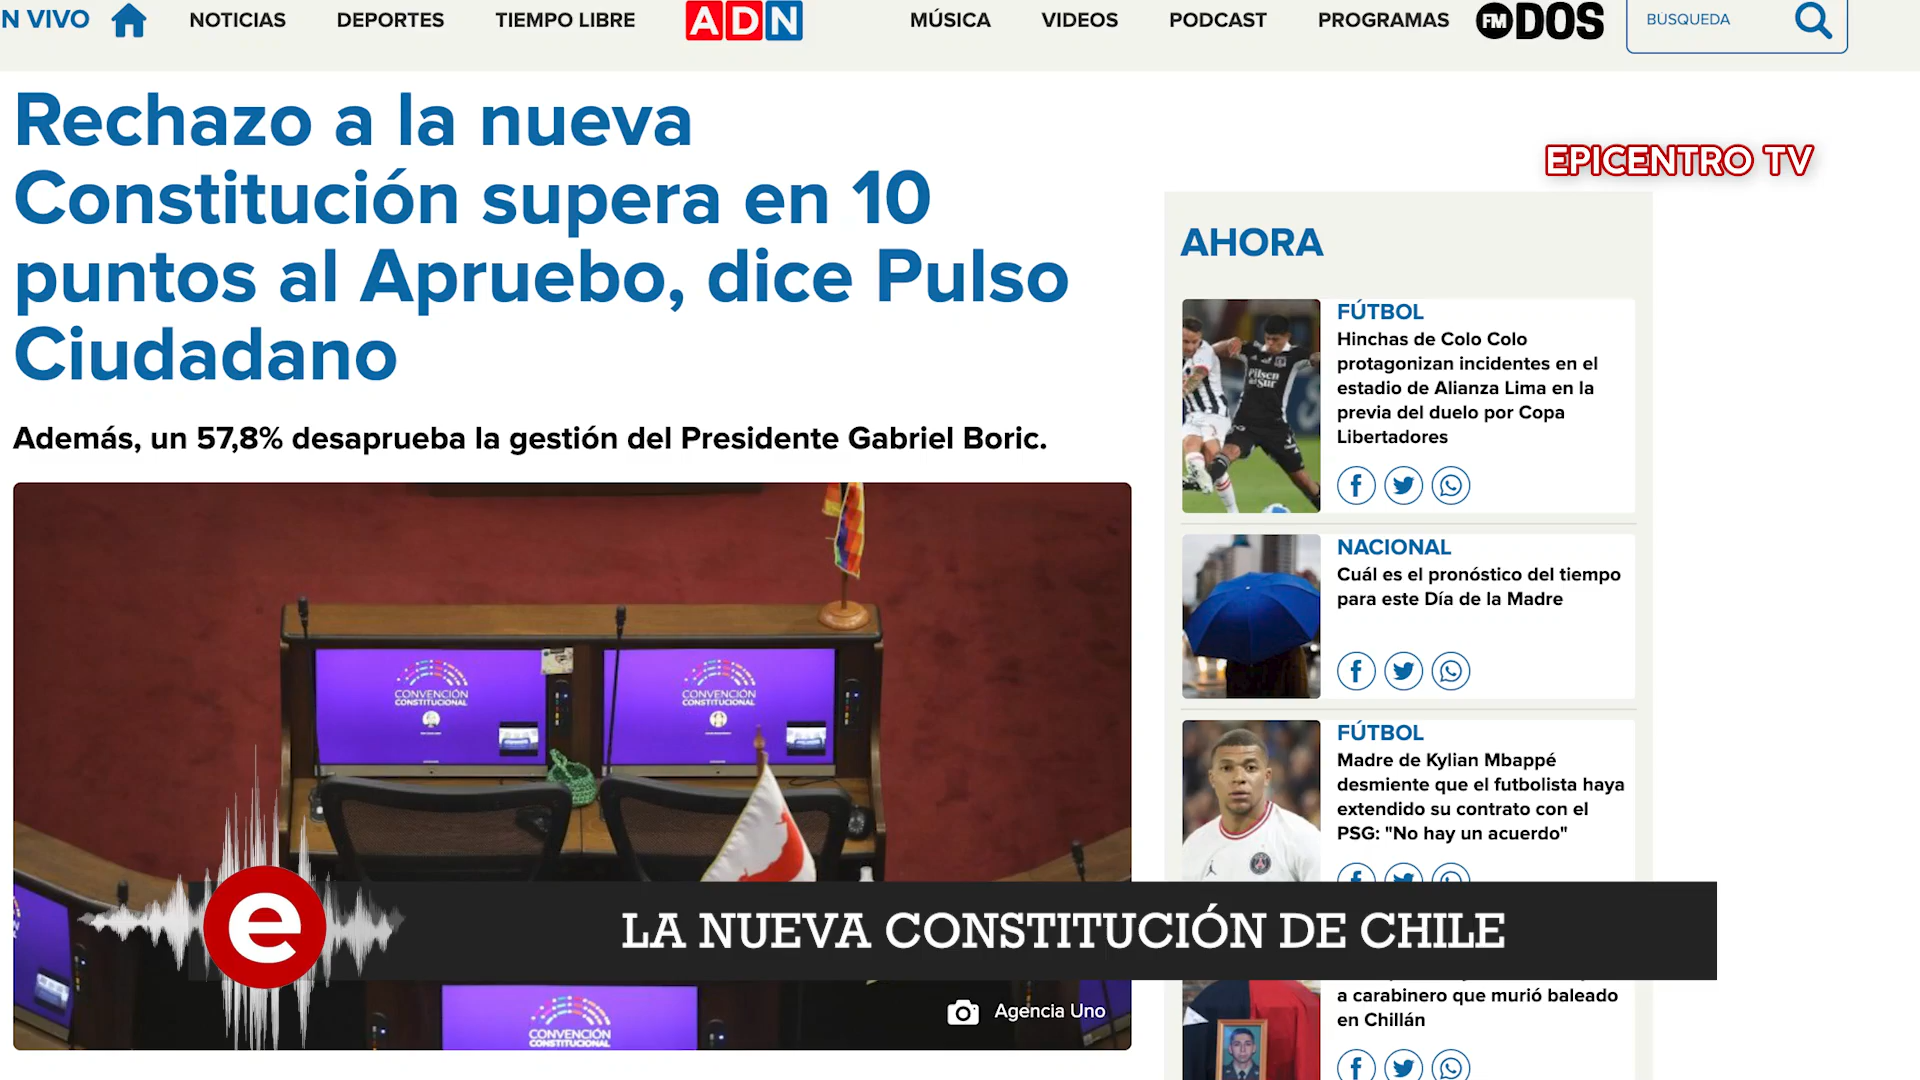 N VIVO
NOTICIAS
DEPORTES
TIEMPO LIBRE
ADN
MÚSICA
VIDEOS
PODCAST
PROGRAMAS
FM DOS
BÚSQUEDA
Rechazo a la nueva
Constitución supera en 10
puntos al Apruebo, dice Pulso
Ciudadano
Además, un 57,8% desaprueba la gestión del Presidente Gabriel Boric.
EPICENTRO TV
AHORA
FÚTBOL
Hinchas de Colo Colo
protagonizan incidentes en el
estadio de Alianza Lima en la
previa del duelo por Copa
Libertadores
Pilsen
del Sur
NACIONAL
Cuál es el pronóstico del tiempo
para este Día de la Madre
FÚTBOL
Madre de Kylian Mbappé
desmiente que el futbolista haya
extendido su contrato con el
PSG: "No hay un acuerdo"
CONVENCIÓN
CONSTITUCIONAL
CONVENCIÓN
CONSTITUCIONAL
e
LA NUEVA CONSTITUCIÓN DE CHILE
a carabinero que murió baleado
en Chillán
CONVENCIÓN
CONSTITUCIONAL
Agencia Uno